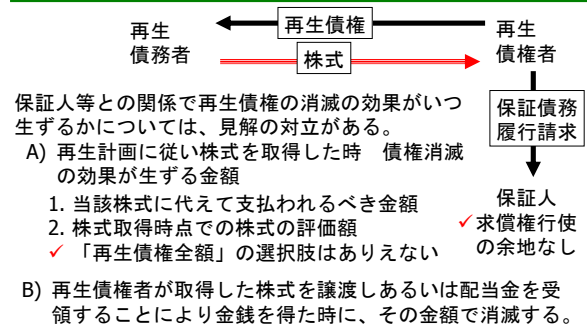 再生債権
再生
債務者
再生
債権者
株式
保証人等との関係で再生債権の消滅の効果がいつ
生ずるかについては、見解の対立がある。
A) 再生計画に従い株式を取得した時　債権消滅
の効果が生ずる金額
1. 当該株式に代えて支払われるべき金額
2. 株式取得時点での株式の評価額
✓ 「再生債権全額」の選択肢はありえない
保証債務
履行請求
保証人
✓求償権行使
の余地なし
B) 再生債権者が取得した株式を譲渡しあるいは配当金を受
領することにより金銭を得た時に、その金額で消滅する。